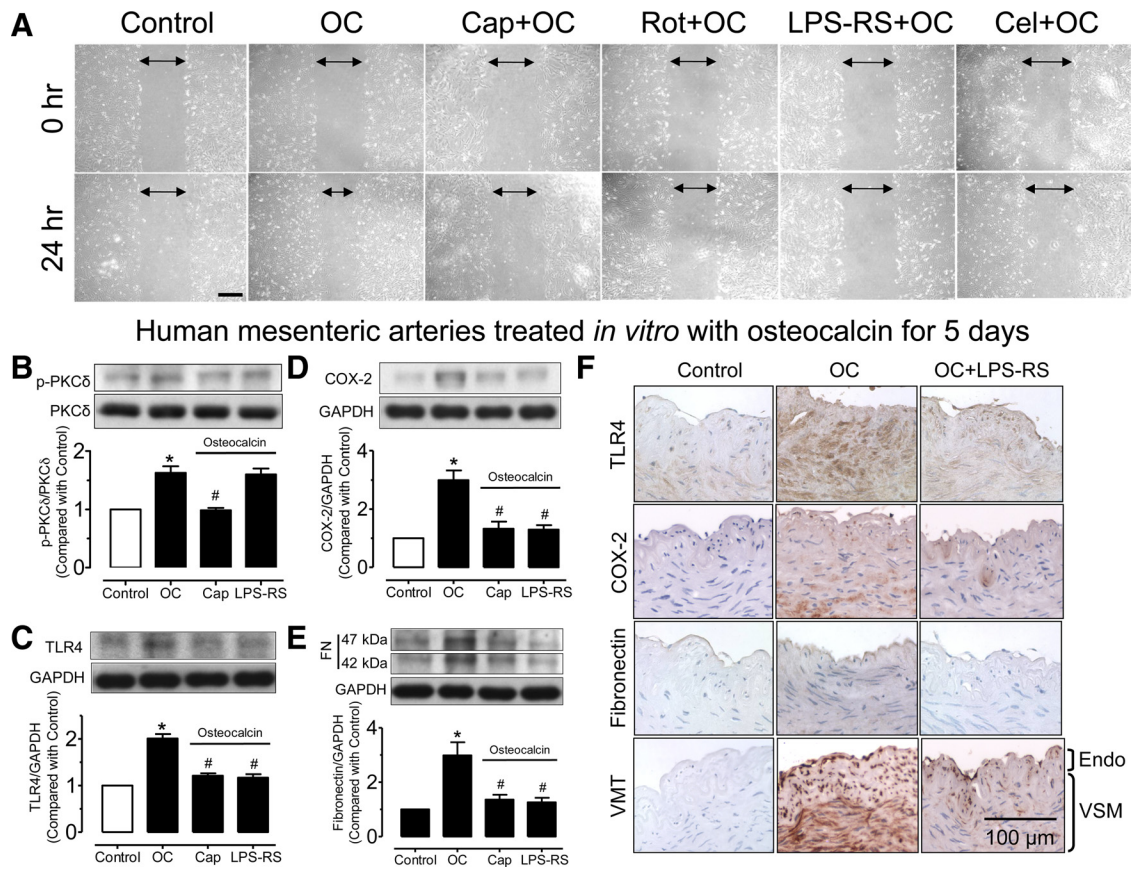 A
Control
OC
Cap+OC
Rot+OC
LPS-RS+OC
Cel+OC
0 hr
24 hr
Human mesenteric arteries treated in vitro with osteocalcin for 5 days
B
p-PKCδ
PKCδ
Osteocalcin
p-PKCδ/PKCδ
(Compared with Control)
2
1
0
*
#
Control
OC
Cap
LPS-RS
C
TLR4
GAPDH
Osteocalcin
TLR4/GAPDH
(Compared with Control)
2
1
0
*
#
#
Control
OC
Cap
LPS-RS
D
COX-2
GAPDH
Osteocalcin
COX-2/GAPDH
(Compared with Control)
4
2
0
*
#
#
Control
OC
Cap
LPS-RS
E
FN
47 kDa
42 kDa
GAPDH
Osteocalcin
Fibronectin/GAPDH
(Compared with Control)
4
2
0
*
#
#
Control
OC
Cap
LPS-RS
F
Control
OC
OC+LPS-RS
TLR4
COX-2
Fibronectin
VMT
Endo
VSM
100 µm